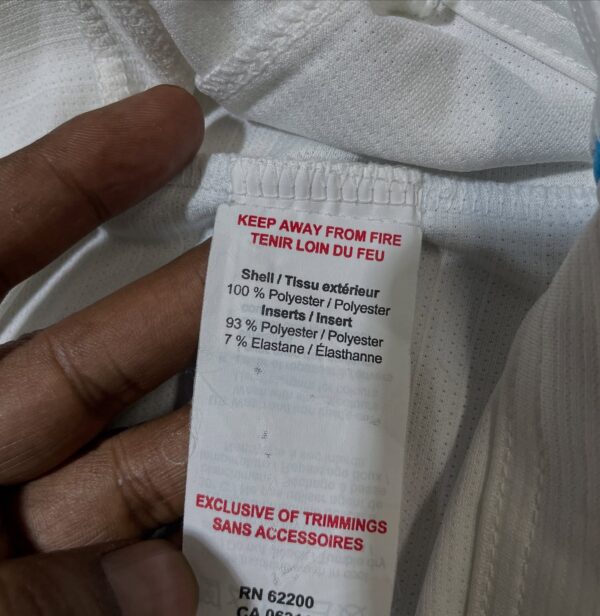 KEEP AWAY FROM FIRE
TENIR LOIN DU FEU
Shell / Tissu extérieur
100 % Polyester / Polyester
Inserts / Insert
93 % Polyester / Polyester
7 % Elastane / Élasthanne
EXCLUSIVE OF TRIMMINGS
SANS ACCESSOIRES
RN 62200